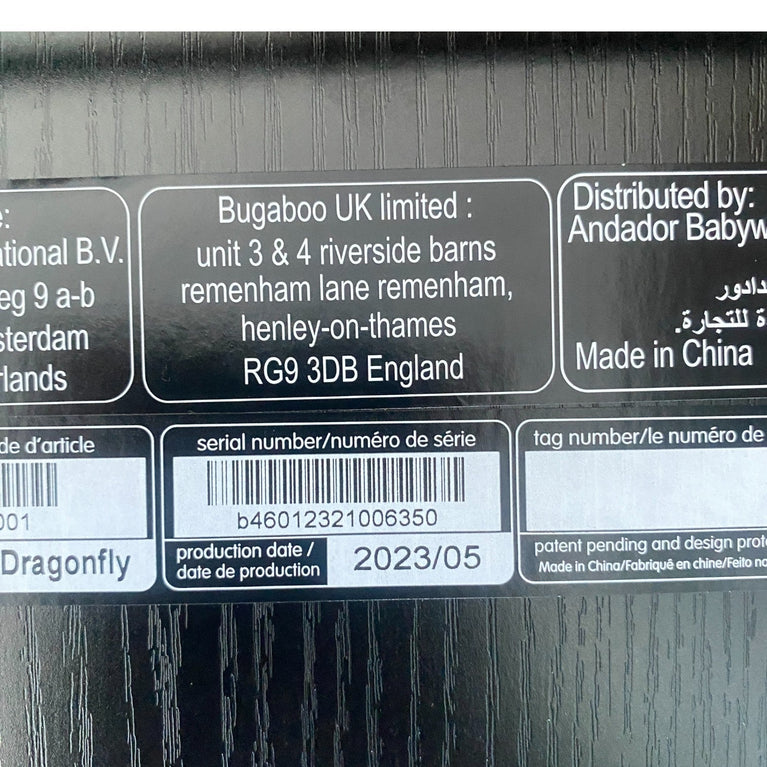 e:
ational B.V.
eg 9 a-b
sterdam
rlands
Bugaboo UK limited :
unit 3 & 4 riverside barns
remenham lane remenham,
henley-on-thames
RG9 3DB England
Distributed by:
Andador Babyw
دادور
ة للتجارة.
Made in China
de d'article
001
Dragonfly
serial number/numéro de série
b46012321006350
production date /
date de production
2023/05
tag number/le numéro de
patent pending and design prot
Made in China/Fabriqué en chine/Feito na